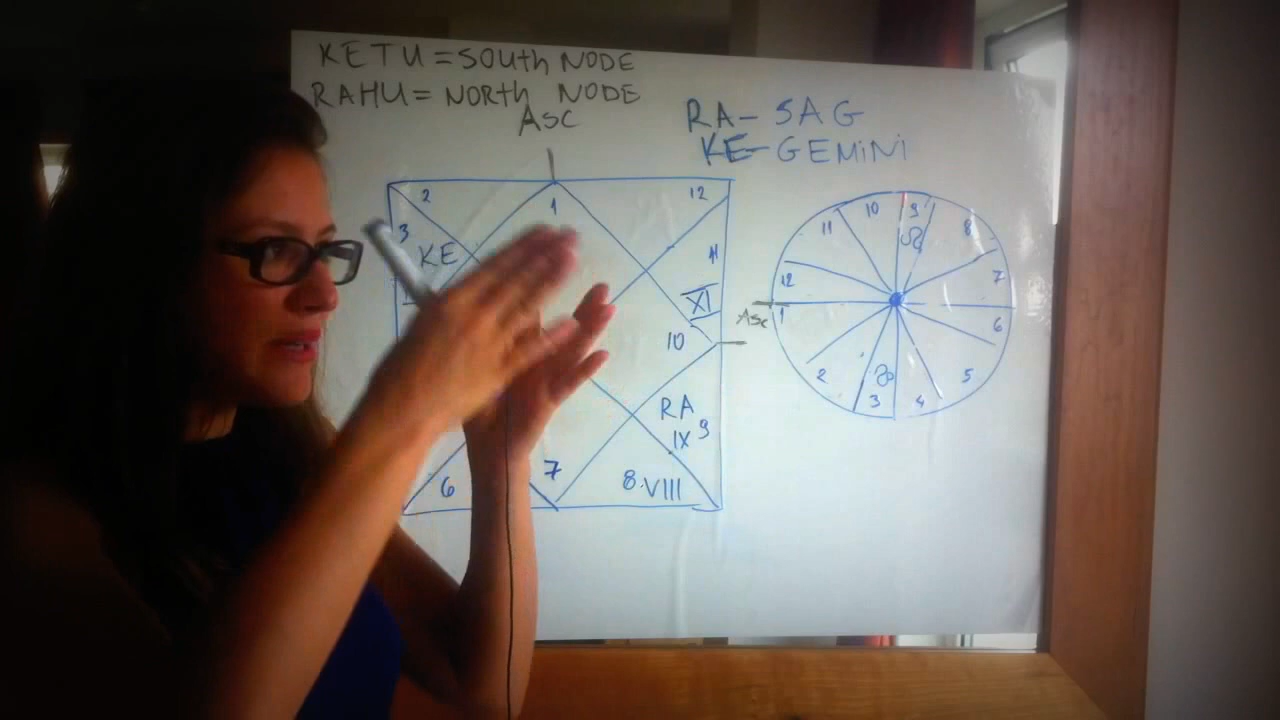 KETU = SOUTH NODE
RAHU = NORTH NODE
ASC
RA - SAG
KE - GEMINI
2
1
12
3
KE
11
XI
10
RA
IX 9
6
7
8. VIII
10
9
☊
11
8
12
7
Asc
1
6
2
☋
5
3
4